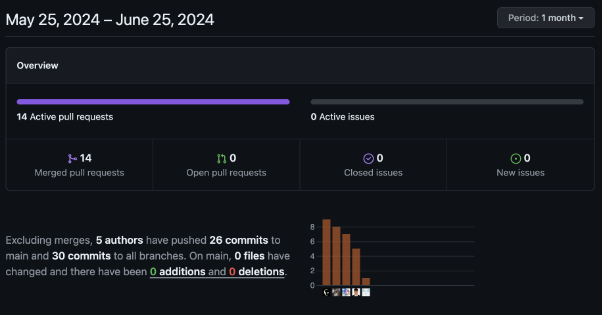 May 25, 2024 – June 25, 2024
Period: 1 month
Overview
14 Active pull requests
0 Active issues
14
Merged pull requests
0
Open pull requests
0
Closed issues
0
New issues
Excluding merges, 5 authors have pushed 26 commits to
main and 30 commits to all branches. On main, 0 files have
changed and there have been 0 additions and 0 deletions.
8
6
4
2
0